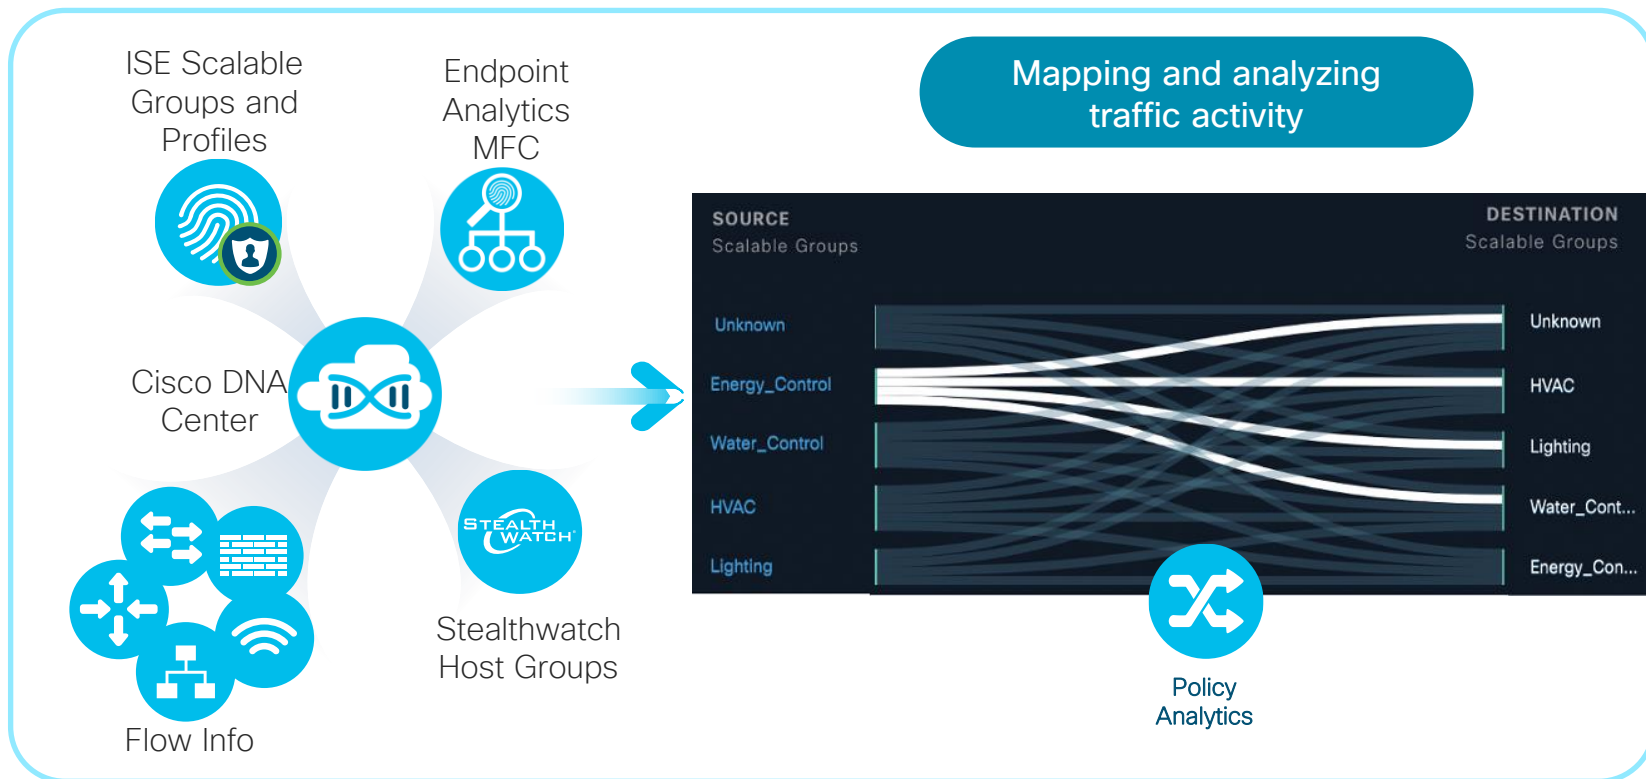 ISE Scalable
Groups and
Profiles
Endpoint
Analytics
MFC
Cisco DNA
Center
STEALTH
WATCH
Stealthwatch
Host Groups
Flow Info
Mapping and analyzing
traffic activity
SOURCE
Scalable Groups
DESTINATION
Scalable Groups
Unknown
Energy_Control
Water_Control
HVAC
Lighting
Unknown
HVAC
Lighting
Water_Cont...
Energy_Con...
Policy
Analytics